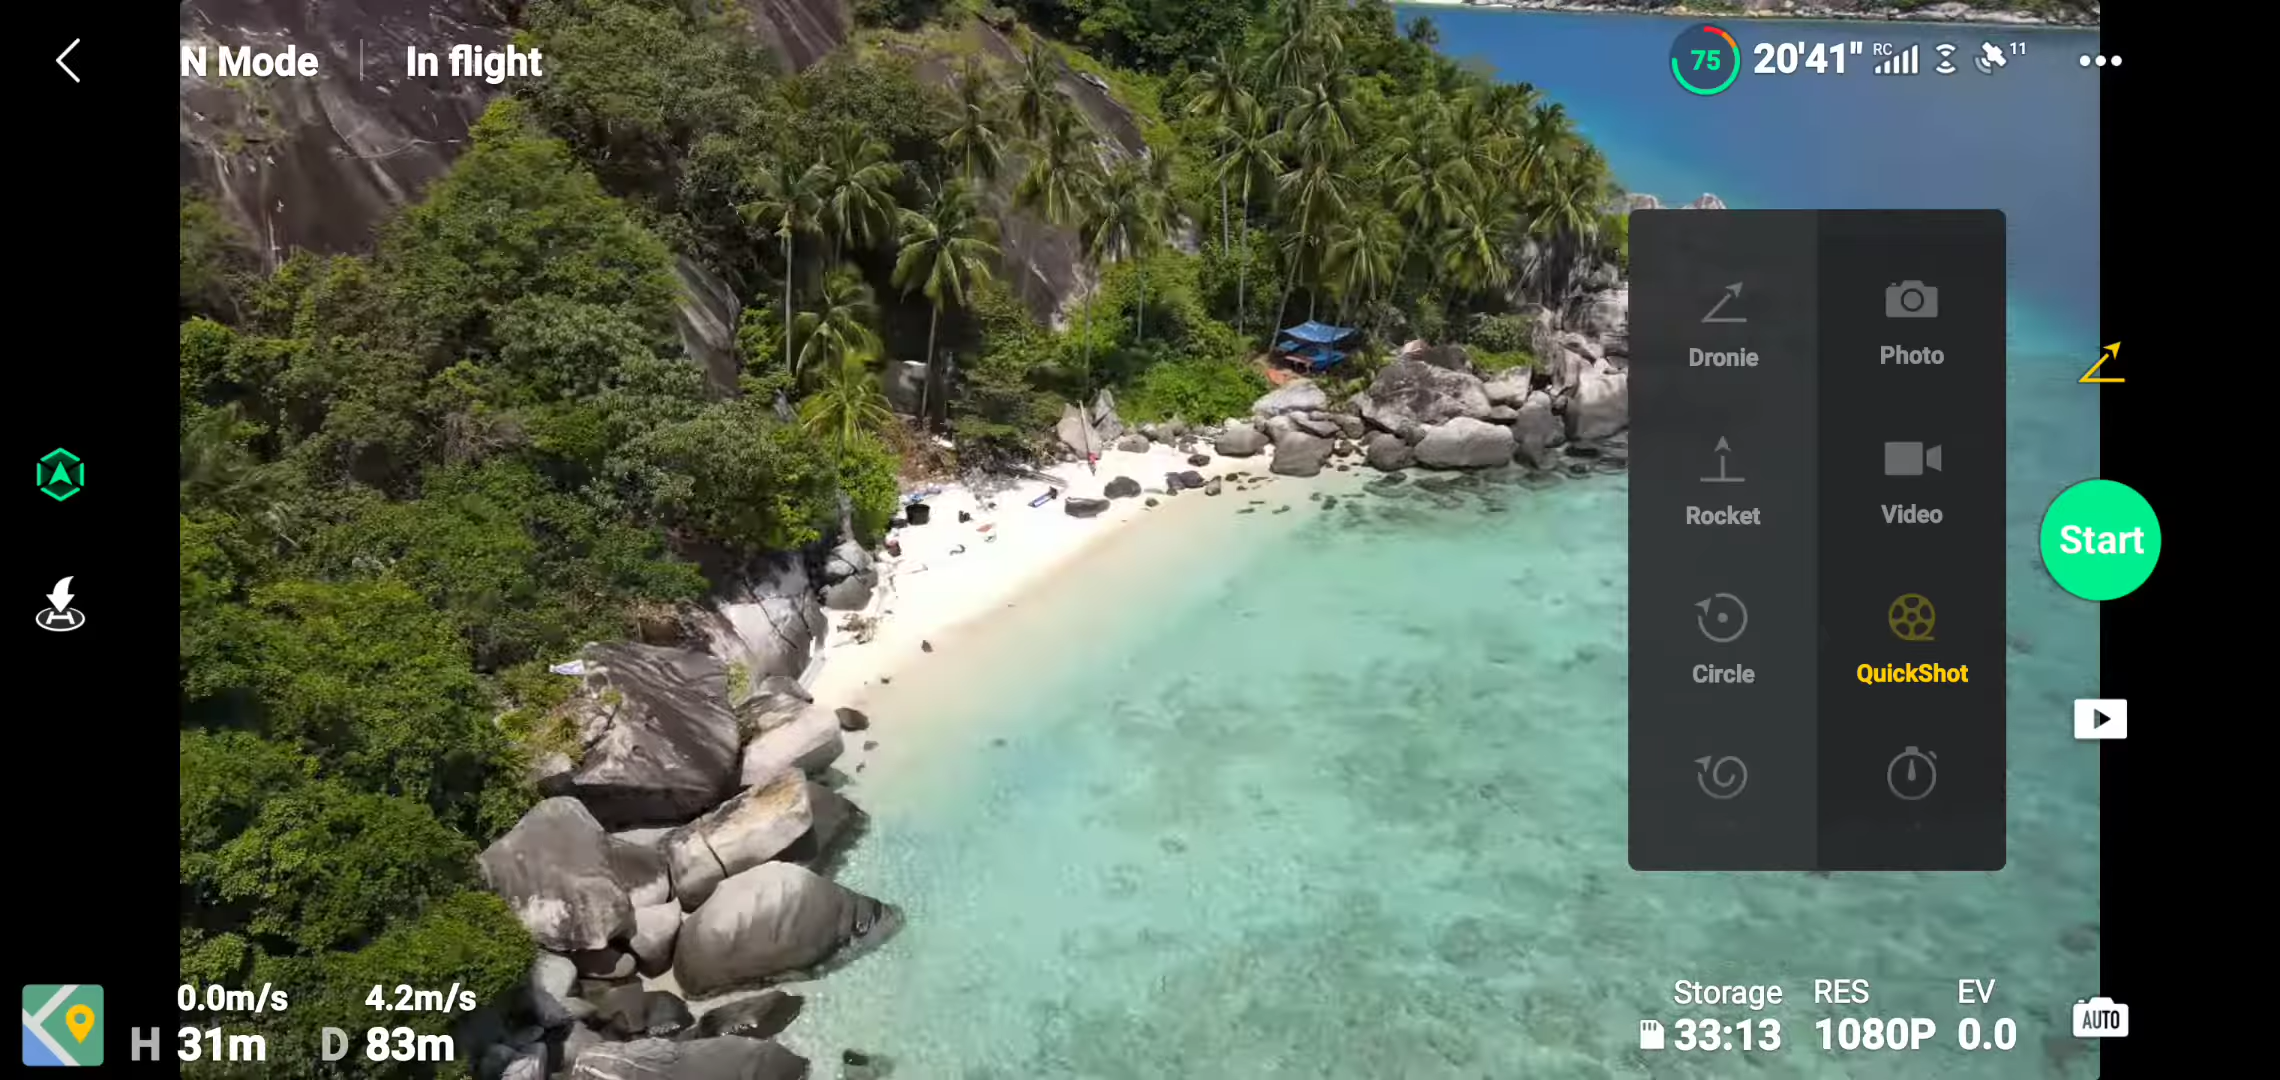 N Mode | In flight
75 20'41" RC 11
Dronie
Photo
Rocket
Video
Start
Circle
QuickShot
0.0m/s 4.2m/s
H 31m D 83m
Storage RES EV
33:13 1080P 0.0
AUTO